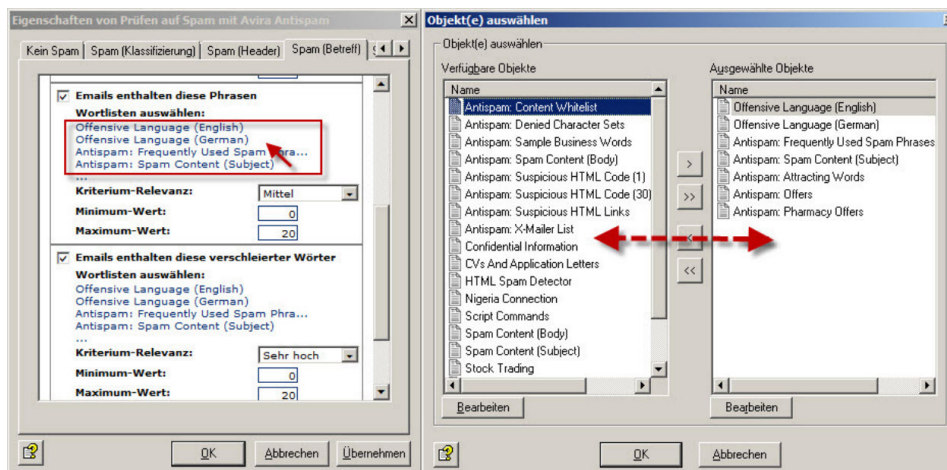 Eigenschaften von Prüfen auf Spam mit Avira Antispam
Kein Spam
Spam (Klassifizierung)
Spam (Header)
Spam (Betreff)
Emails enthalten diese Phrasen
Wortlisten auswählen:
Offensive Language (English)
Offensive Language (German)
Antispam: Frequently Used Spam Phra...
Antispam: Spam Content (Subject)
...
Kriterium-Relevanz:
Mittel
Minimum-Wert:
0
Maximum-Wert:
20
Emails enthalten diese verschleierter Wörter
Wortlisten auswählen:
Offensive Language (English)
Offensive Language (German)
Antispam: Frequently Used Spam Phra...
Antispam: Spam Content (Subject)
...
Kriterium-Relevanz:
Sehr hoch
Minimum-Wert:
0
Maximum-Wert:
20
OK
Abbrechen
Übernehmen
Objekt(e) auswählen
Objekt(e) auswählen
Verfügbare Objekte
Name
Antispam: Content Whitelist
Antispam: Denied Character Sets
Antispam: Sample Business Words
Antispam: Spam Content (Body)
Antispam: Suspicious HTML Code (1)
Antispam: Suspicious HTML Code (30)
Antispam: Suspicious HTML Links
Antispam: X-Mailer List
Confidential Information
CVs And Application Letters
HTML Spam Detector
Nigeria Connection
Script Commands
Spam Content (Body)
Spam Content (Subject)
Stock Trading
Bearbeiten
>
>>
<
<<
Ausgewählte Objekte
Name
Offensive Language (English)
Offensive Language (German)
Antispam: Frequently Used Spam Phrases
Antispam: Spam Content (Subject)
Antispam: Attracting Words
Antispam: Offers
Antispam: Pharmacy Offers
Bearbeiten
OK
Abbrechen